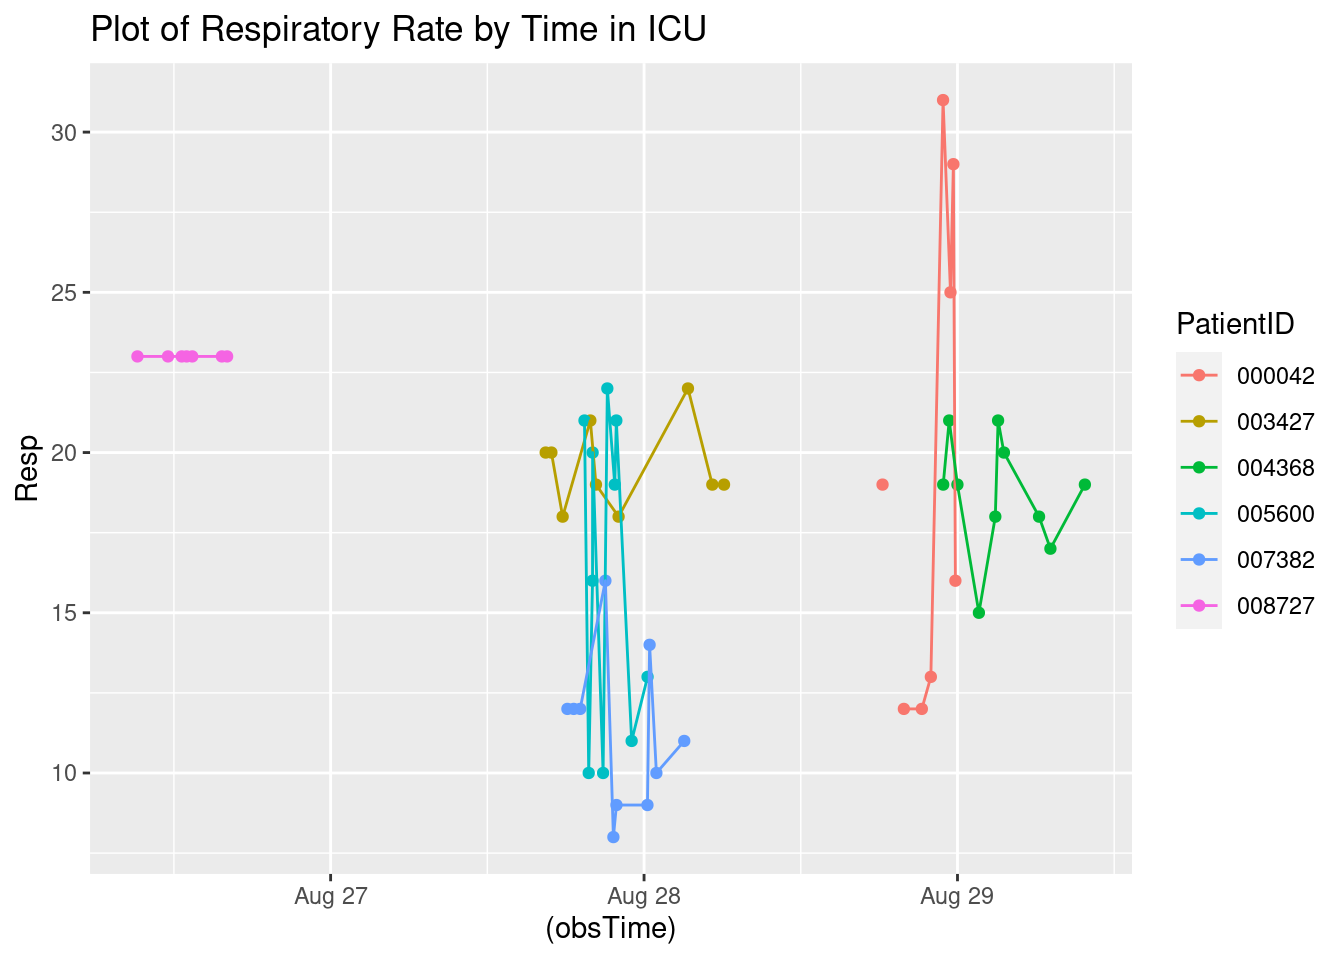 Plot of Respiratory Rate by Time in ICU
30
25
20
15
10
Resp
Aug 27
Aug 28
Aug 29
(obsTime)
PatientID
000042
003427
004368
005600
007382
008727